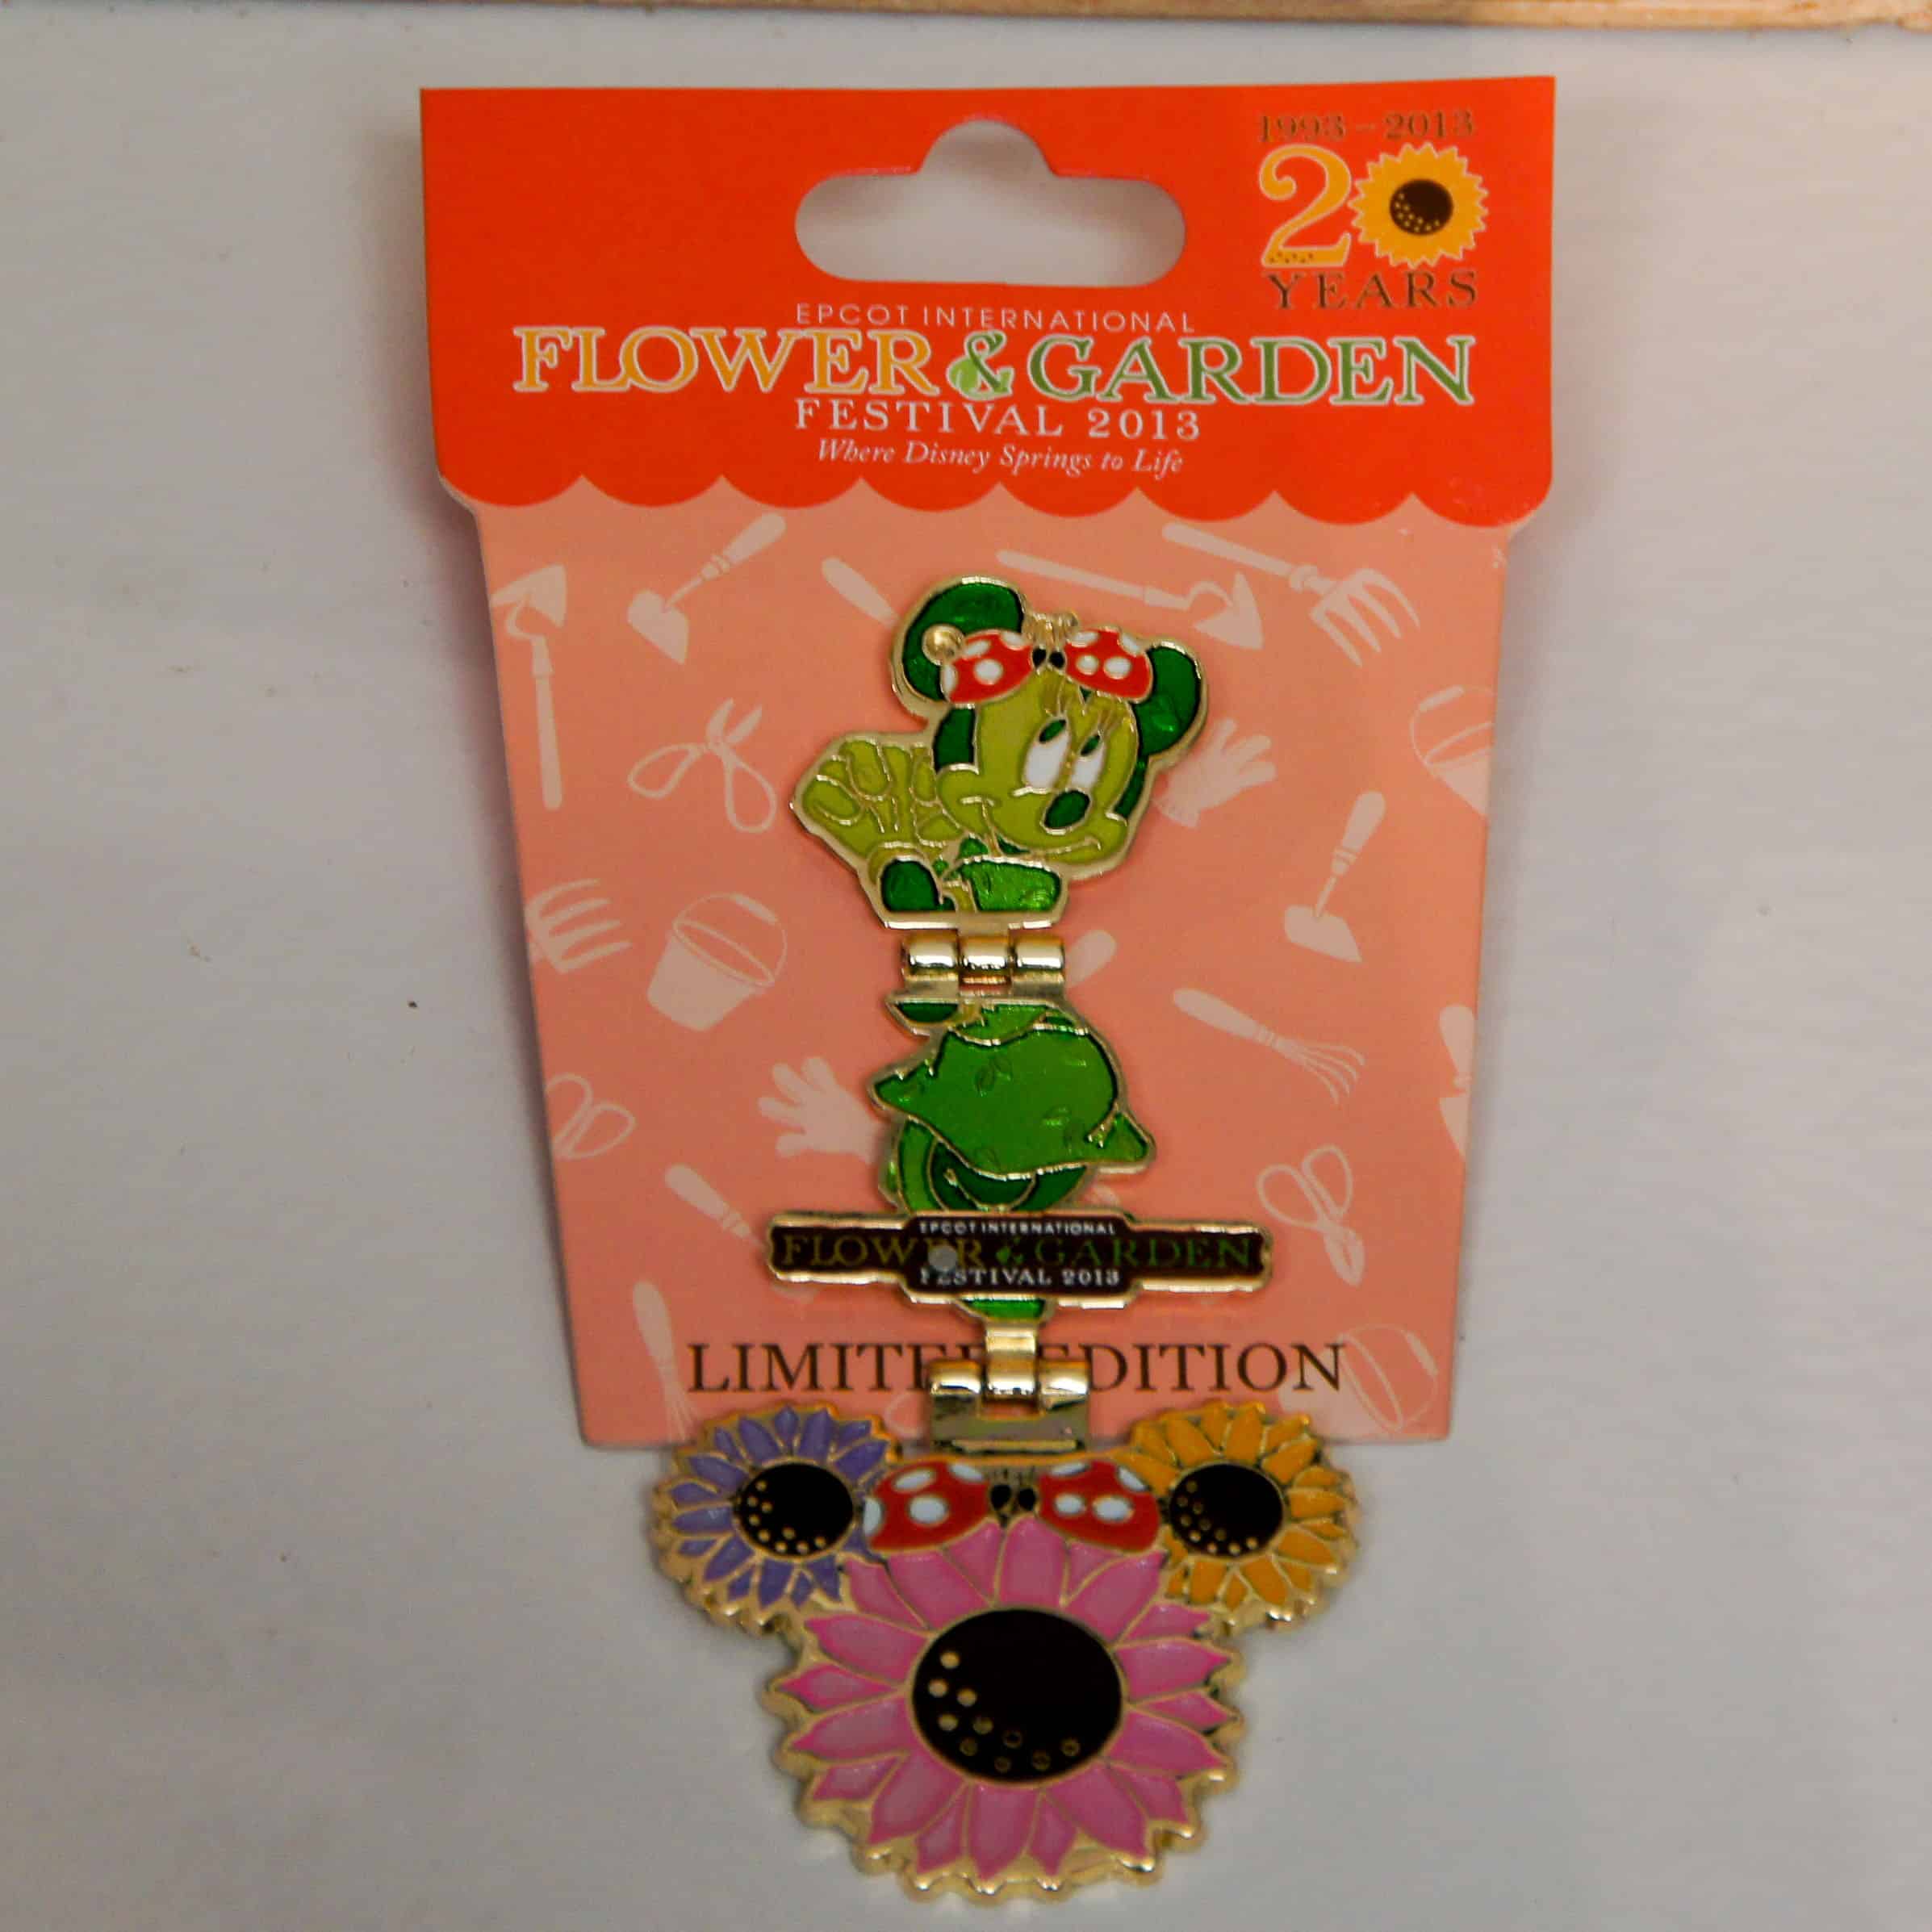 1993 – 2013
20
YEARS
EPCOT INTERNATIONAL
FLOWER & GARDEN
FESTIVAL 2013
Where Disney Springs to Life
EPCOT INTERNATIONAL
FLOWER & GARDEN
FESTIVAL 2013
LIMITED EDITION